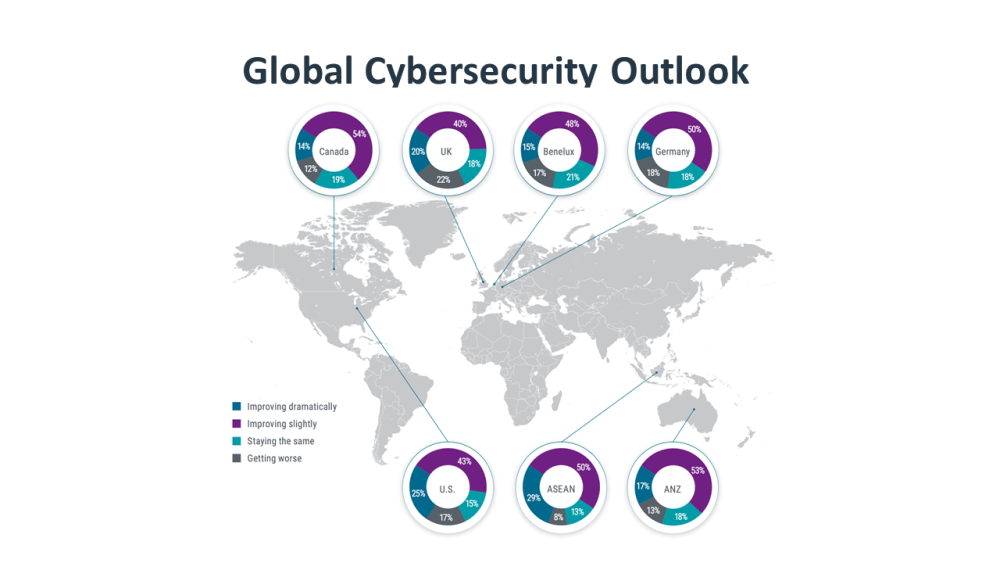 Global Cybersecurity Outlook
54%
14%
Canada
12%
19%
40%
20%
UK
18%
22%
48%
15%
Benelux
17%
21%
50%
14%
Germany
18%
18%
Improving dramatically
Improving slightly
Staying the same
Getting worse
43%
25%
U.S.
15%
17%
50%
29%
ASEAN
13%
8%
53%
17%
ANZ
13%
18%